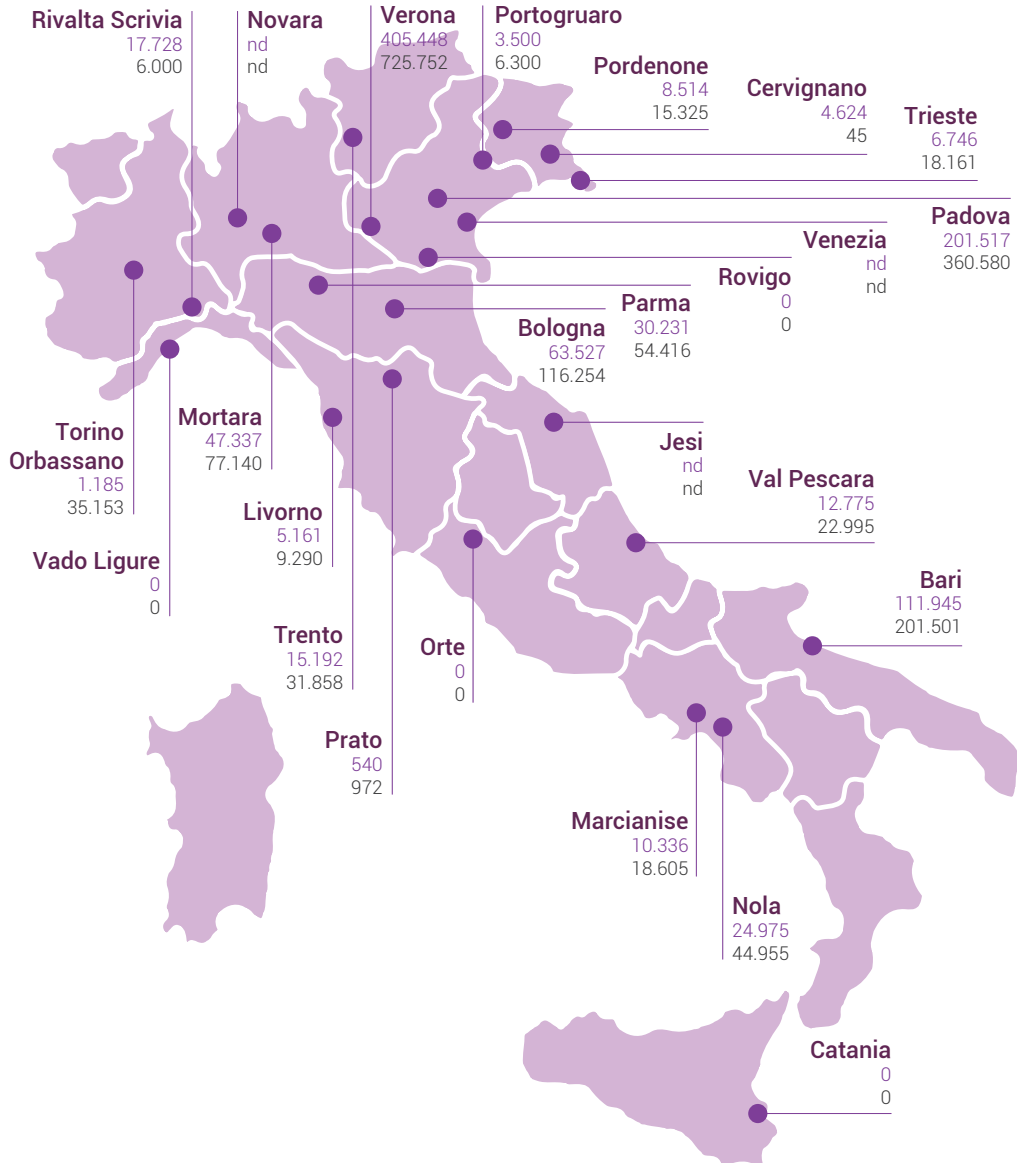 Rivalta Scrivia
17.728
6.000
Novara
nd
nd
Verona
405.448
725.752
Portogruaro
3.500
6.300
Pordenone
8.514
15.325
Cervignano
4.624
45
Trieste
6.746
18.161
Padova
201.517
360.580
Venezia
nd
nd
Rovigo
0
0
Parma
30.231
54.416
Bologna
63.527
116.254
Torino
Orbassano
1.185
35.153
Mortara
47.337
77.140
Jesi
nd
nd
Val Pescara
12.775
22.995
Livorno
5.161
9.290
Vado Ligure
0
0
Bari
111.945
201.501
Trento
15.192
31.858
Orte
0
0
Prato
540
972
Marcianise
10.336
18.605
Nola
24.975
44.955
Catania
0
0